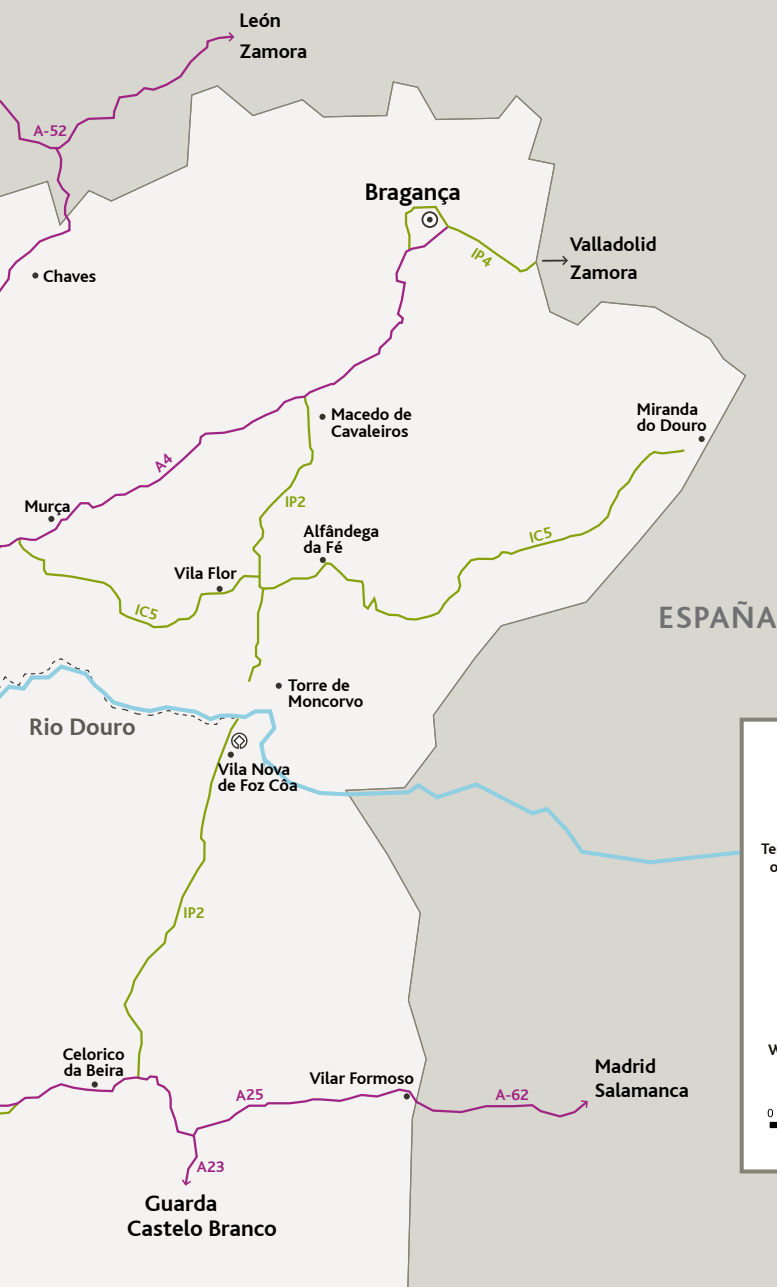 León
Zamora
A-52
Bragança
Valladolid
Zamora
IP4
Chaves
Macedo de
Cavaleiros
Miranda
do Douro
A4
IP2
Murça
Alfândega
da Fé
IC5
Vila Flor
IC5
ESPAÑA
Torre de
Moncorvo
Rio Douro
Vila Nova
de Foz Côa
Te
o
IP2
W
Celorico
da Beira
Vilar Formoso
Madrid
Salamanca
A25
A-62
0
A23
Guarda
Castelo Branco